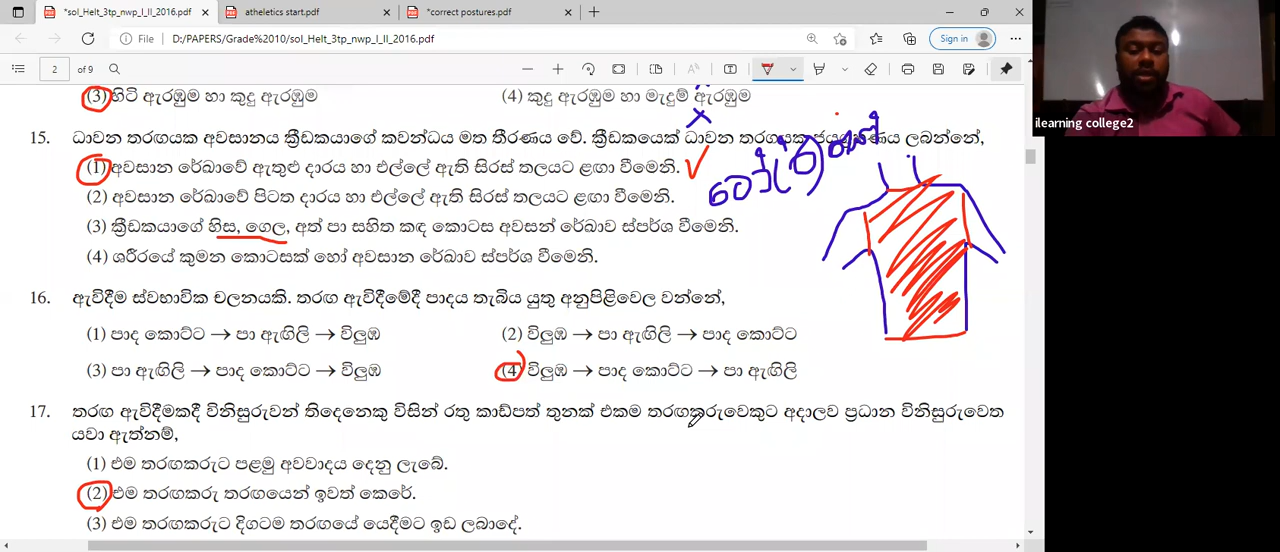 *sol_Helt_3tp_nwp_I_II_2016.pdf
atheletics start.pdf
*correct postures.pdf
File
D:/PAPERS/Grade%2010/sol_Helt_3tp_nwp_I_II_2016.pdf
Sign in
2 of 9
ilearning college2
(3) හිටි ඇරඹුම හා කුදු ඇරඹුම (4) කුදු ඇරඹුම හා මැදුම් ඇරඹුම
15. ධාවන තරඟයක අවසානය ක්‍රීඩකයාගේ කවන්ධය මත තීරණය වේ. ක්‍රීඩකයෙක් ධාවන තරඟයක ජයග්‍රහණය ලබන්නේ,
(1) අවසාන රේඛාවේ ඇතුළු දාරය හා එල්ලේ ඇති සිරස් තලයට ළඟා වීමෙනි.
(2) අවසාන රේඛාවේ පිටත දාරය හා එල්ලේ ඇති සිරස් තලයට ළඟා වීමෙනි.
(3) ක්‍රීඩකයාගේ හිස, ගෙල, අත් පා සහිත කඳ කොටස අවසන් රේඛාව ස්පර්ශ වීමෙනි.
(4) ශරීරයේ කුමන කොටසක් හෝ අවසාන රේඛාව ස්පර්ශ වීමෙනි.
16. ඇවිදීම ස්වභාවික චලනයකි. තරඟ ඇවිදීමේදී පාදය තැබිය යුතු අනුපිළිවෙල වන්නේ,
(1) පාද කොට්ට → පා ඇඟිලි → විලුඹ (2) විලුඹ → පා ඇඟිලි → පාද කොට්ට
(3) පා ඇඟිලි → පාද කොට්ට → විලුඹ (4) විලුඹ → පාද කොට්ට → පා ඇඟිලි
17. තරඟ ඇවිදීමකදී විනිසුරුවන් තිදෙනෙකු විසින් රතු කාඩ්පත් තුනක් එකම තරඟකරුවෙකුට අදාලව ප්‍රධාන විනිසුරුවෙත
යවා ඇත්නම්,
(1) එම තරඟකරුට පළමු අවවාදය දෙනු ලැබේ.
(2) එම තරඟකරු තරඟයෙන් ඉවත් කෙරේ.
(3) එම තරඟකරුට දිගටම තරඟයේ යෙදීමට ඉඩ ලබාදේ.